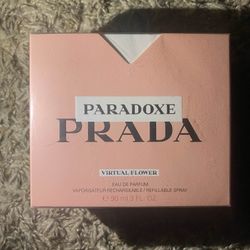 PARADOXE
PRADA
VIRTUAL FLOWER
EAU DE PARFUM
VAPORISATEUR RECHARGEABLE / REFILLABLE SPRAY
℮ 90 ml 3 FL. OZ.